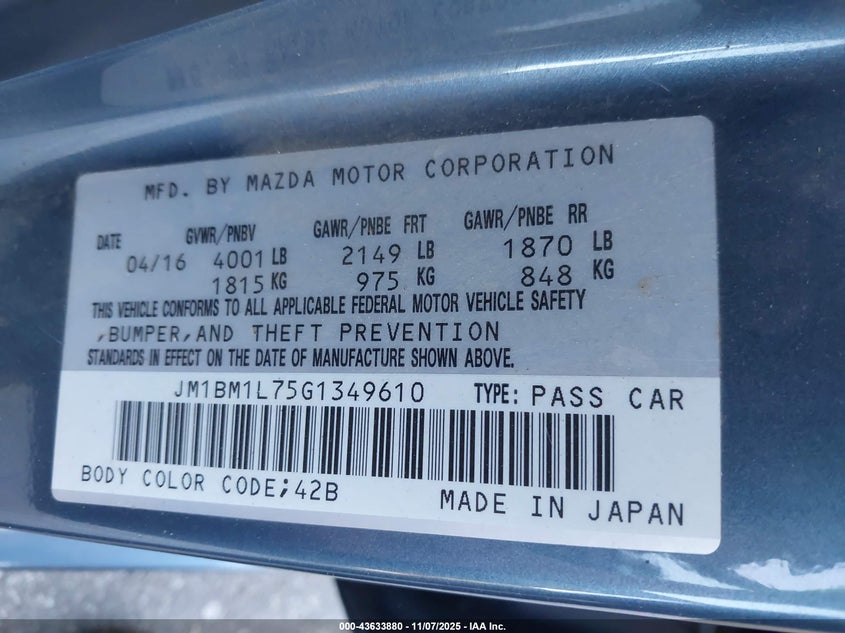 MFD. BY MAZDA MOTOR CORPORATION
DATE GVWR/PNBV GAWR/PNBE FRT GAWR/PNBE RR
04/16 4001 LB 2149 LB 1870 LB
1815 KG 975 KG 848 KG
THIS VEHICLE CONFORMS TO ALL APPLICABLE FEDERAL MOTOR VEHICLE SAFETY
,BUMPER,AND THEFT PREVENTION
STANDARDS IN EFFECT ON THE DATE OF MANUFACTURE SHOWN ABOVE.
JM1BM1L75G1349610 TYPE: PASS CAR
BODY COLOR CODE;42B
MADE IN JAPAN
000-43633880 - 11/07/2025 - IAA Inc.